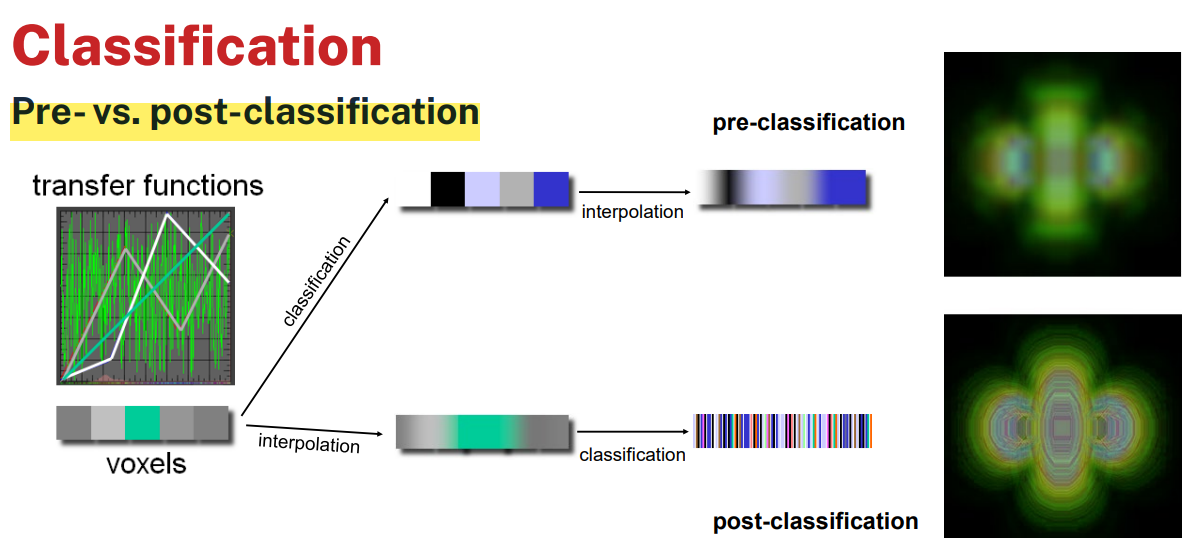 Classification
Pre- vs. post-classification
pre-classification
transfer functions
classification
interpolation
voxels
interpolation
classification
post-classification